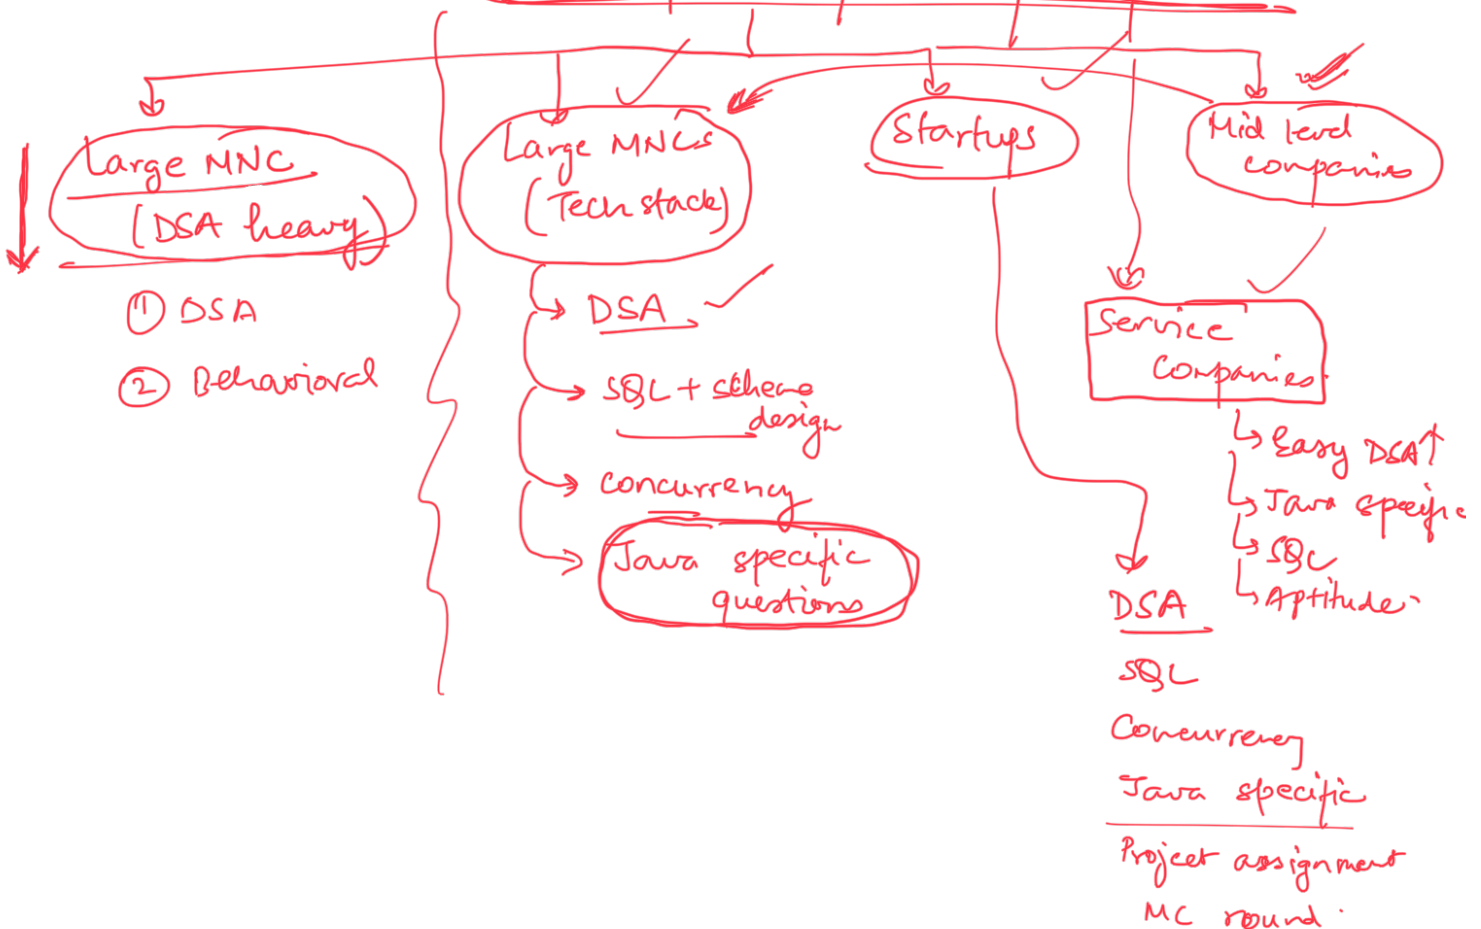 Large MNC
(DSA heavy)
① DSA
② Behavioral
Large MNCs
(Tech stack)
DSA
SQL + schema
design
concurrency
Java specific
questions
Startups
DSA
SQL
Concurrency
Java specific
Project assignment
MC round
Mid level
companies
Service
Companies
Easy DSA↑
Java specific
SQL
Aptitude